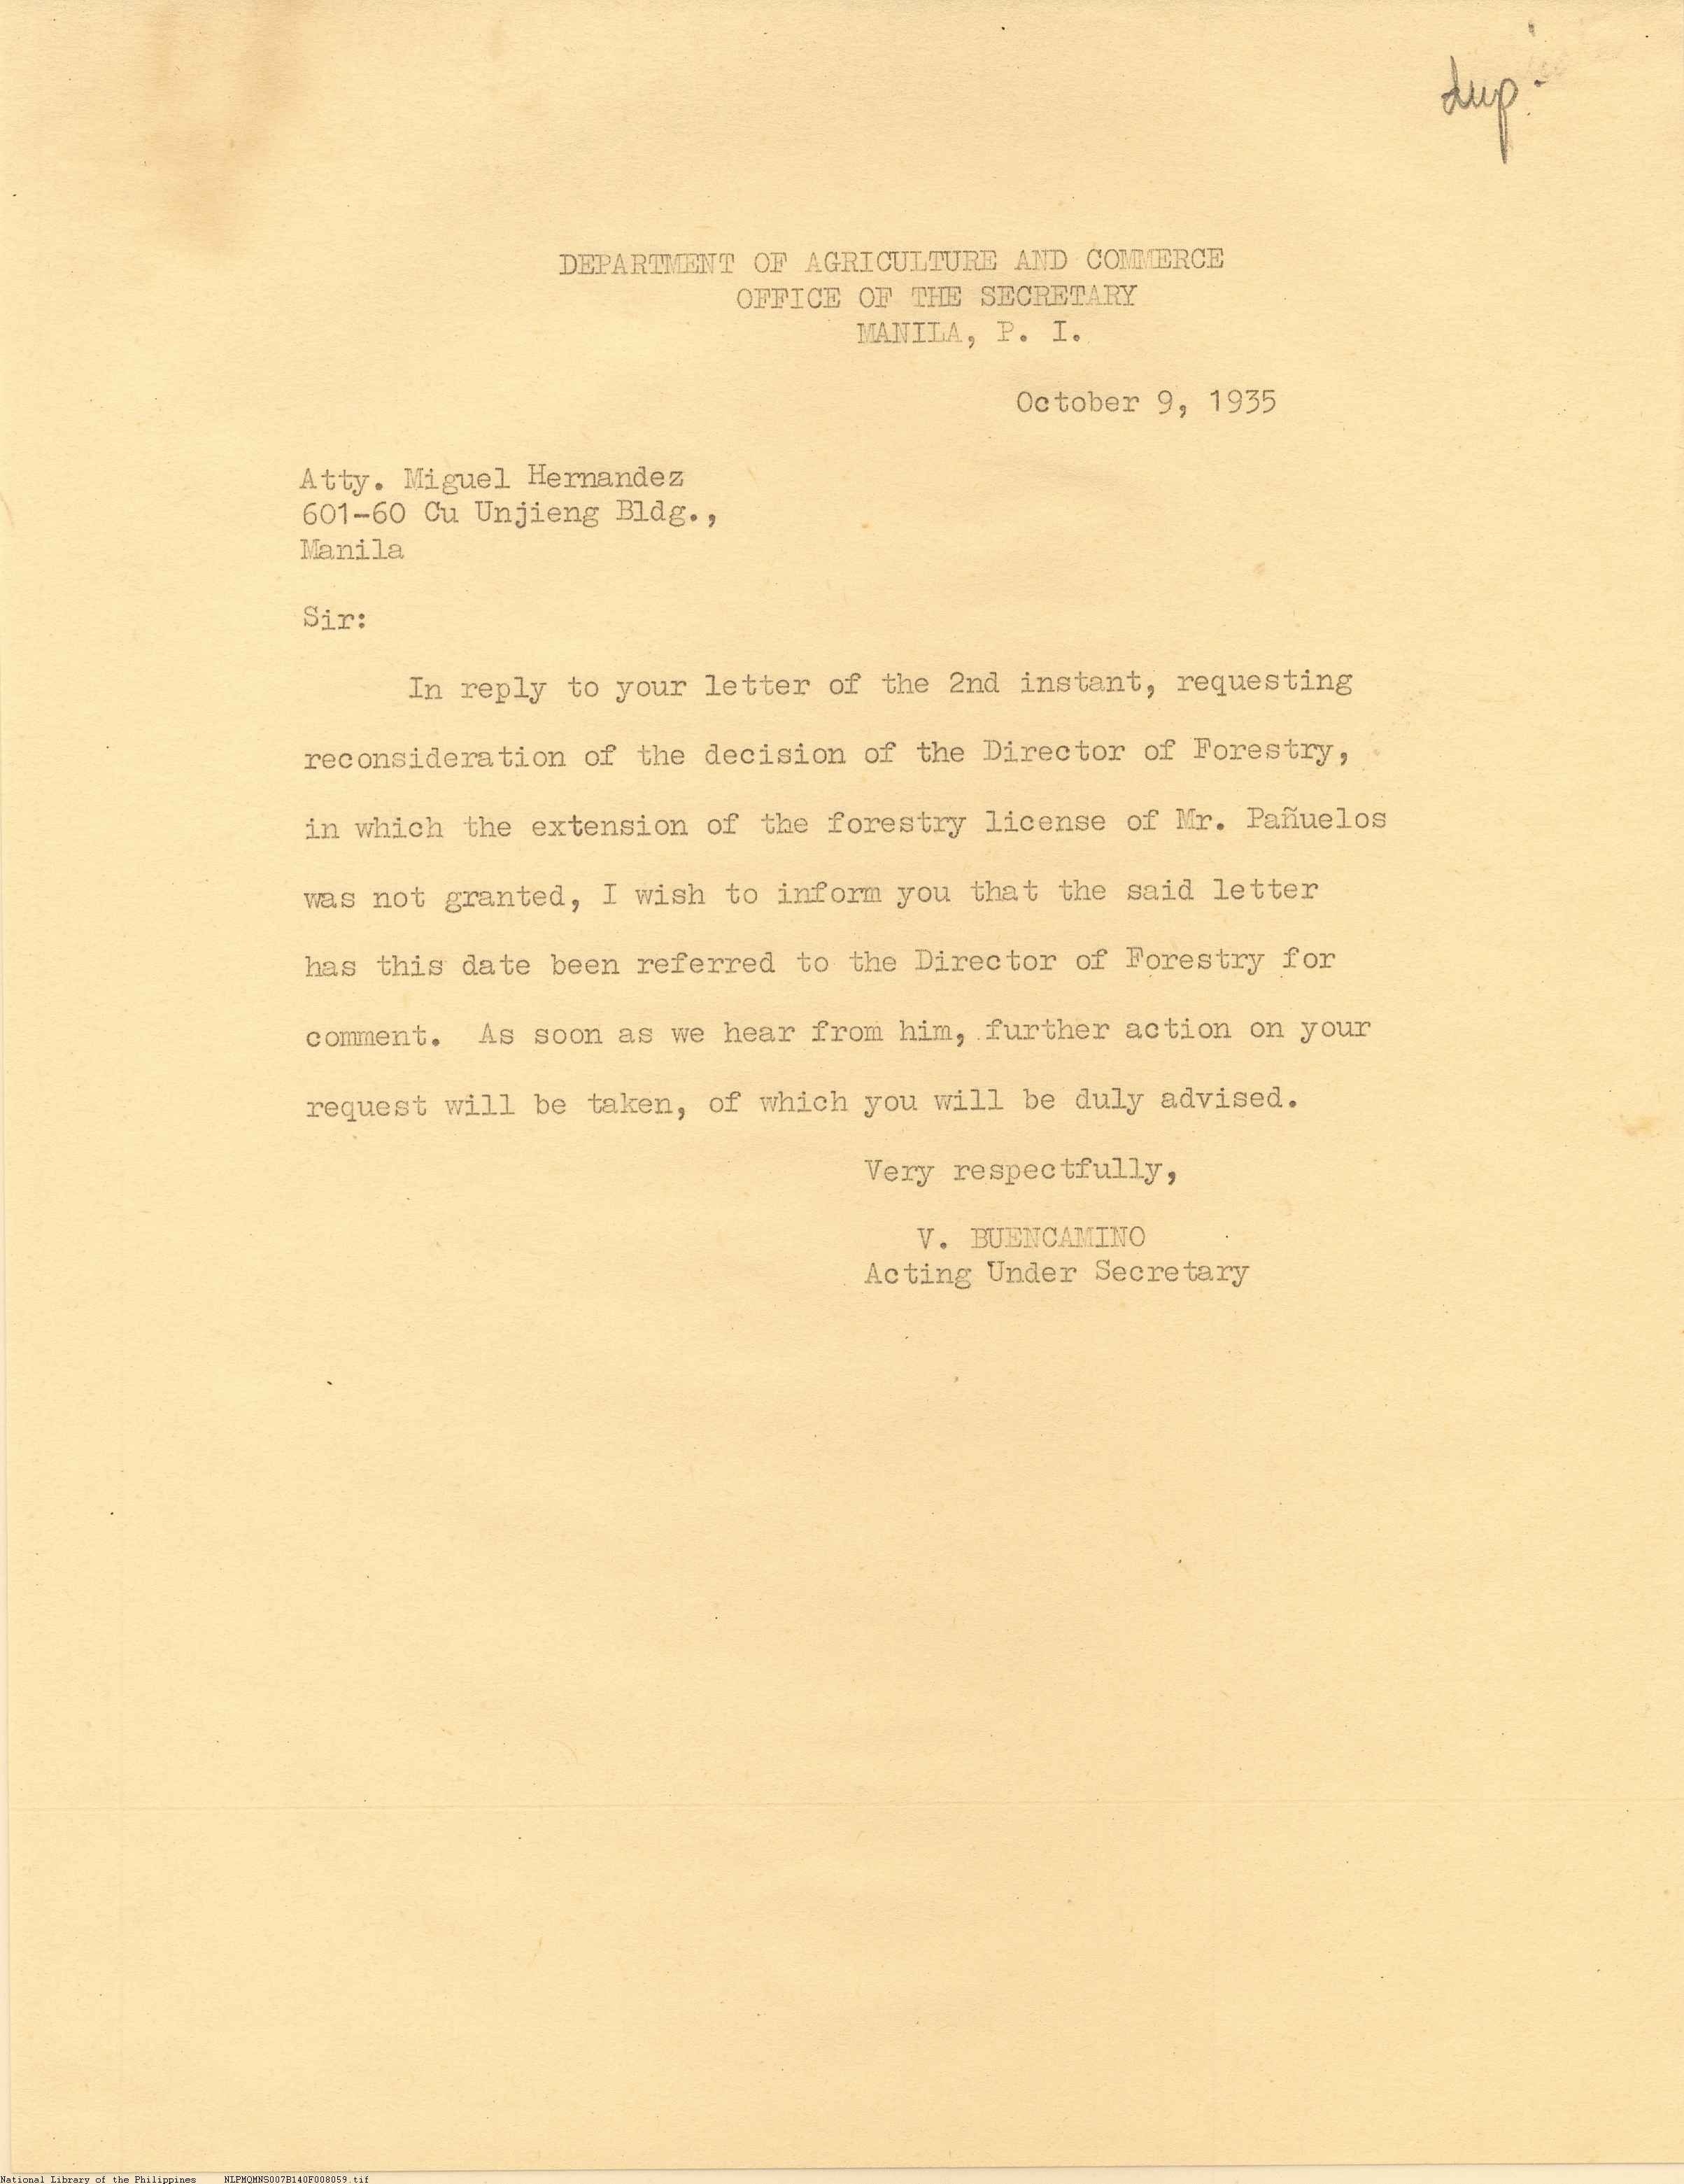 dup.
DEPARTMENT OF AGRICULTURE AND COMMERCE
OFFICE OF THE SECRETARY
MANILA, P. I.
October 9, 1935
Atty. Miguel Hernandez
601-60 Cu Unjieng Bldg.,
Manila
Sir:
In reply to your letter of the 2nd instant, requesting
reconsideration of the decision of the Director of Forestry,
in which the extension of the forestry license of Mr. Pañuelos
was not granted, I wish to inform you that the said letter
has this date been referred to the Director of Forestry for
comment. As soon as we hear from him, further action on your
request will be taken, of which you will be duly advised.
Very respectfully,
V. BUENCAMINO
Acting Under Secretary
National Library of the Philippines NLPMQMNS007B140F008059.tif